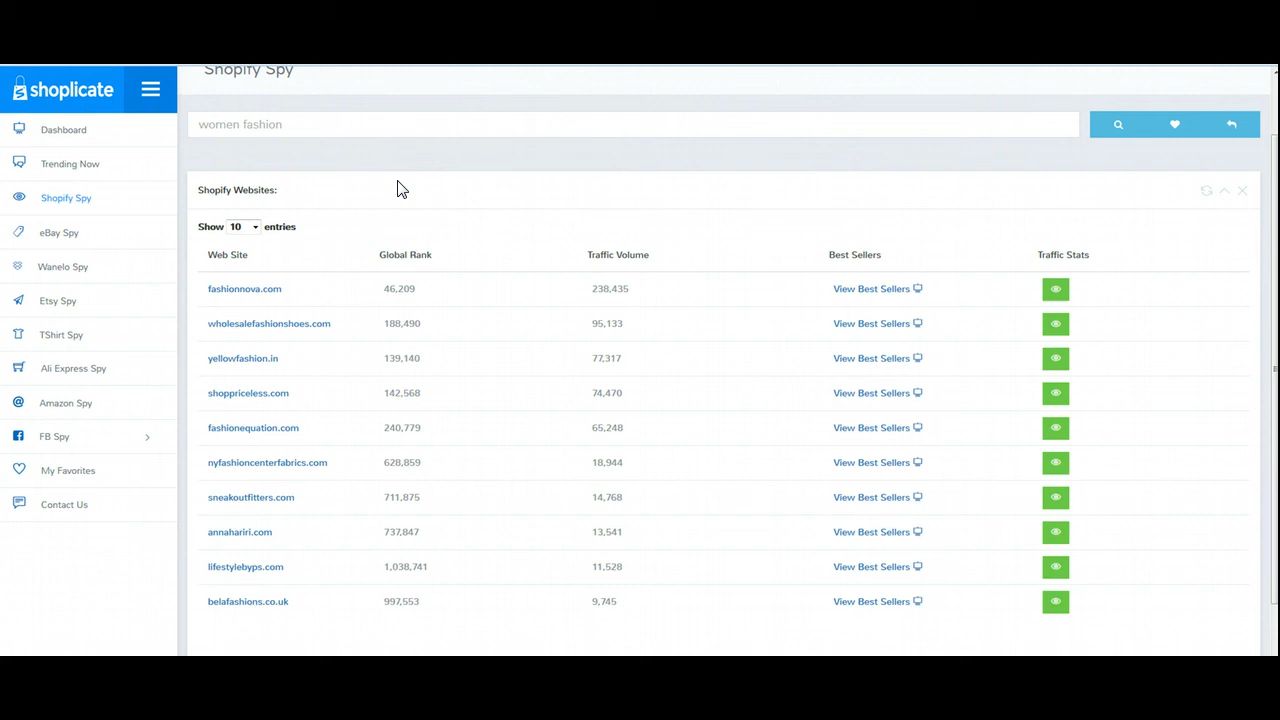 Shopify Spy
shoplicate
women fashion
Dashboard
Trending Now
Shopify Spy
eBay Spy
Wanelo Spy
Etsy Spy
TShirt Spy
Ali Express Spy
Amazon Spy
FB Spy
My Favorites
Contact Us
Shopify Websites:
Show 10 entries
Web Site Global Rank Traffic Volume Best Sellers Traffic Stats
fashionnova.com 46,209 238,435 View Best Sellers
wholesalefashionshoes.com 188,490 95,133 View Best Sellers
yellowfashion.in 139,140 77,317 View Best Sellers
shoppriceless.com 142,568 74,470 View Best Sellers
fashionequation.com 240,779 65,248 View Best Sellers
nyfashioncenterfabrics.com 628,859 18,944 View Best Sellers
sneakoutfitters.com 711,875 14,768 View Best Sellers
annahariri.com 737,847 13,541 View Best Sellers
lifestylebyps.com 1,038,741 11,528 View Best Sellers
belafashions.co.uk 997,553 9,745 View Best Sellers